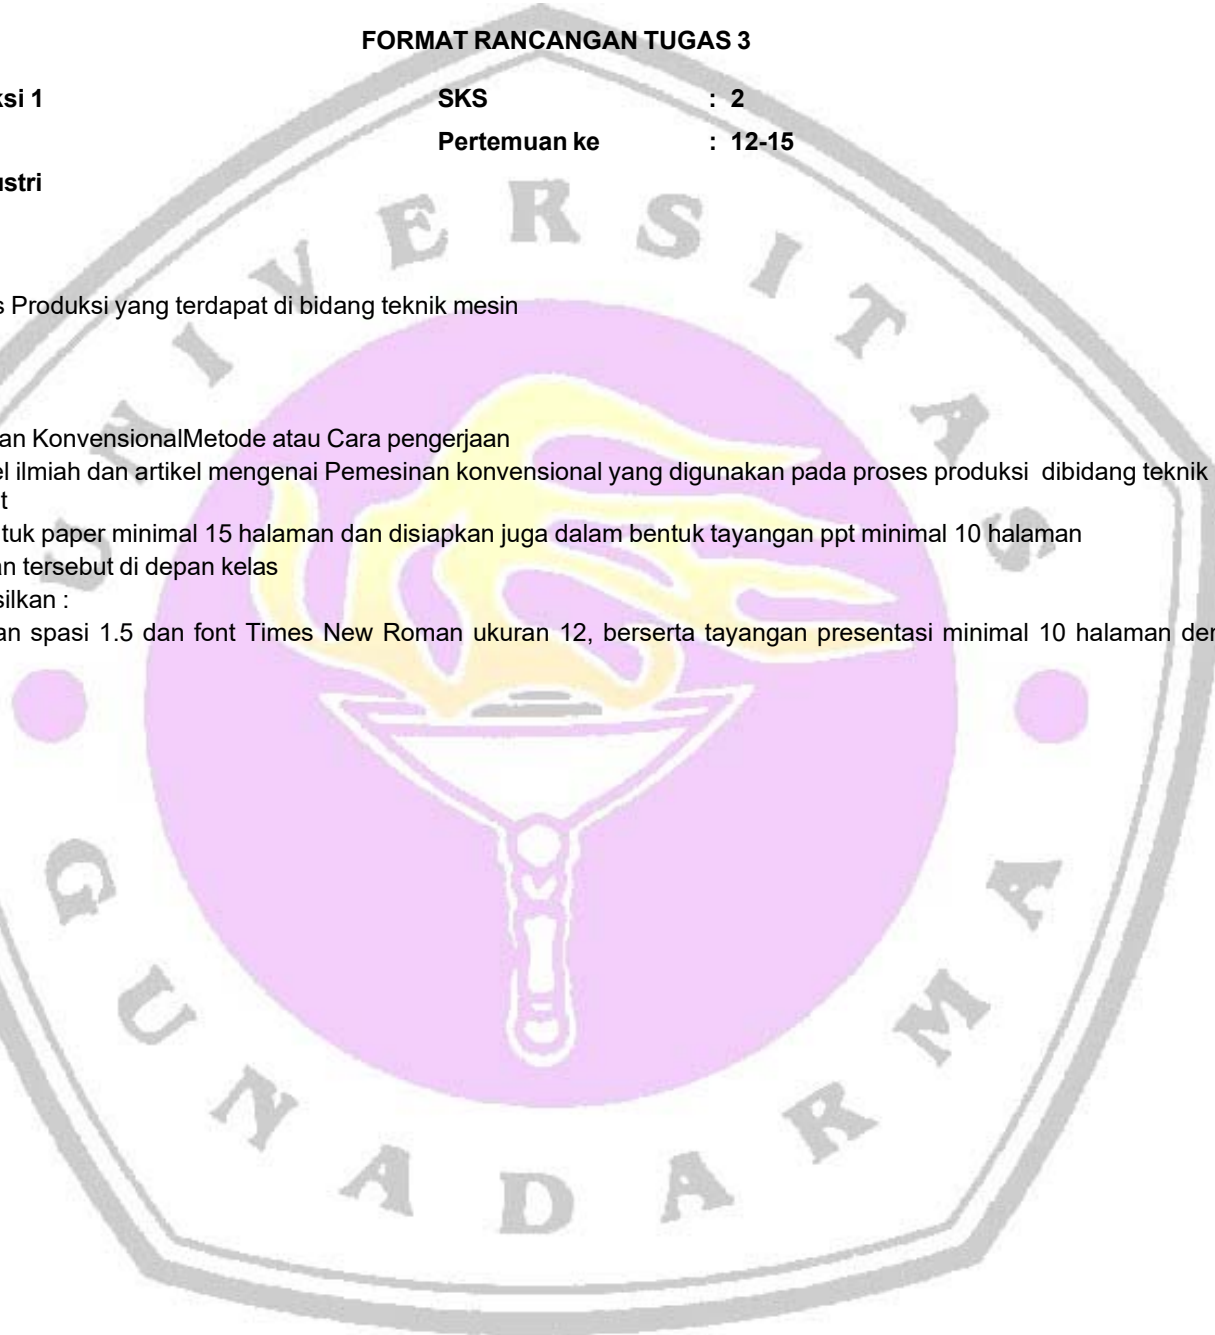 FORMAT RANCANGAN TUGAS 3
ksi 1 SKS : 2
Pertemuan ke : 12-15
ustri
s Produksi yang terdapat di bidang teknik mesin
an KonvensionalMetode atau Cara pengerjaan
el ilmiah dan artikel mengenai Pemesinan konvensional yang digunakan pada proses produksi dibidang teknik
t
tuk paper minimal 15 halaman dan disiapkan juga dalam bentuk tayangan ppt minimal 10 halaman
an tersebut di depan kelas
silkan :
an spasi 1.5 dan font Times New Roman ukuran 12, berserta tayangan presentasi minimal 10 halaman der
UNIVERSITAS
GUNADARMA